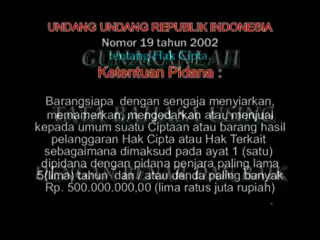 UNDANG UNDANG REPUBLIK INDONESIA
Nomor 19 tahun 2002
tentang Hak Cipta
GUNAKANLAH
Ketentuan Pidana :
Barangsiapa dengan sengaja menyiarkan,
memamerkan, mengedarkan atau menjual
kepada umum suatu Ciptaan atau barang hasil
pelanggaran Hak Cipta atau Hak Terkait
sebagaimana dimaksud pada ayat 1 (satu)
dipidana dengan pidana penjara paling lama
5(lima) tahun dan / atau denda paling banyak
Rp. 500.000.000,00 (lima ratus juta rupiah)